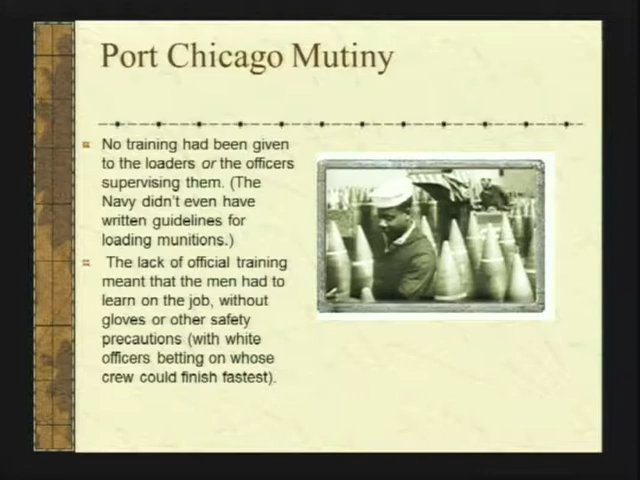 Port Chicago Mutiny
No training had been given
to the loaders or the officers
supervising them. (The
Navy didn't even have
written guidelines for
loading munitions.)
The lack of official training
meant that the men had to
learn on the job, without
gloves or other safety
precautions (with white
officers betting on whose
crew could finish fastest).